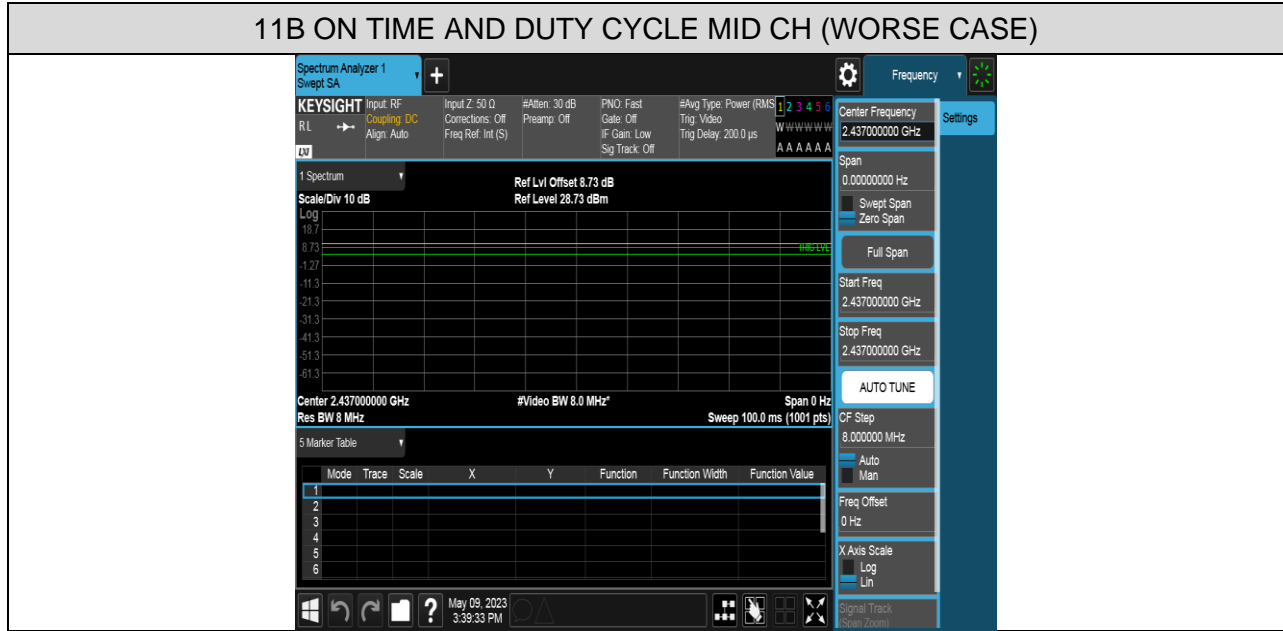 11B ON TIME AND DUTY CYCLE MID CH (WORSE CASE)
Spectrum Analyzer 1
Swept SA
+
Frequency
KEYSIGHT
RL
LXI
Input: RF
Coupling: DC
Align: Auto
Input Z: 50 Ω
Corrections: Off
Freq Ref: Int (S)
#Atten: 30 dB
Preamp: Off
PNO: Fast
Gate: Off
IF Gain: Low
Sig Track: Off
#Avg Type: Power (RMS
Trig: Video
Trig Delay: 200.0 µs
1 2 3 4 5 6
W W W W W W
A A A A A A
1 Spectrum
Scale/Div 10 dB
Ref Lvl Offset 8.73 dB
Ref Level 28.73 dBm
Log
18.7
8.73
-1.27
-11.3
-21.3
-31.3
-41.3
-51.3
-61.3
TRIG LVL
Center 2.437000000 GHz
#Video BW 8.0 MHz*
Span 0 Hz
Res BW 8 MHz
Sweep 100.0 ms (1001 pts)
5 Marker Table
Mode Trace Scale X Y Function Function Width Function Value
1
2
3
4
5
6
Center Frequency
2.437000000 GHz
Settings
Span
0.00000000 Hz
Swept Span
Zero Span
Full Span
Start Freq
2.437000000 GHz
Stop Freq
2.437000000 GHz
AUTO TUNE
CF Step
8.000000 MHz
Auto
Man
Freq Offset
0 Hz
X Axis Scale
Log
Lin
Signal Track
(Span Zoom)
?
May 09, 2023
3:39:33 PM